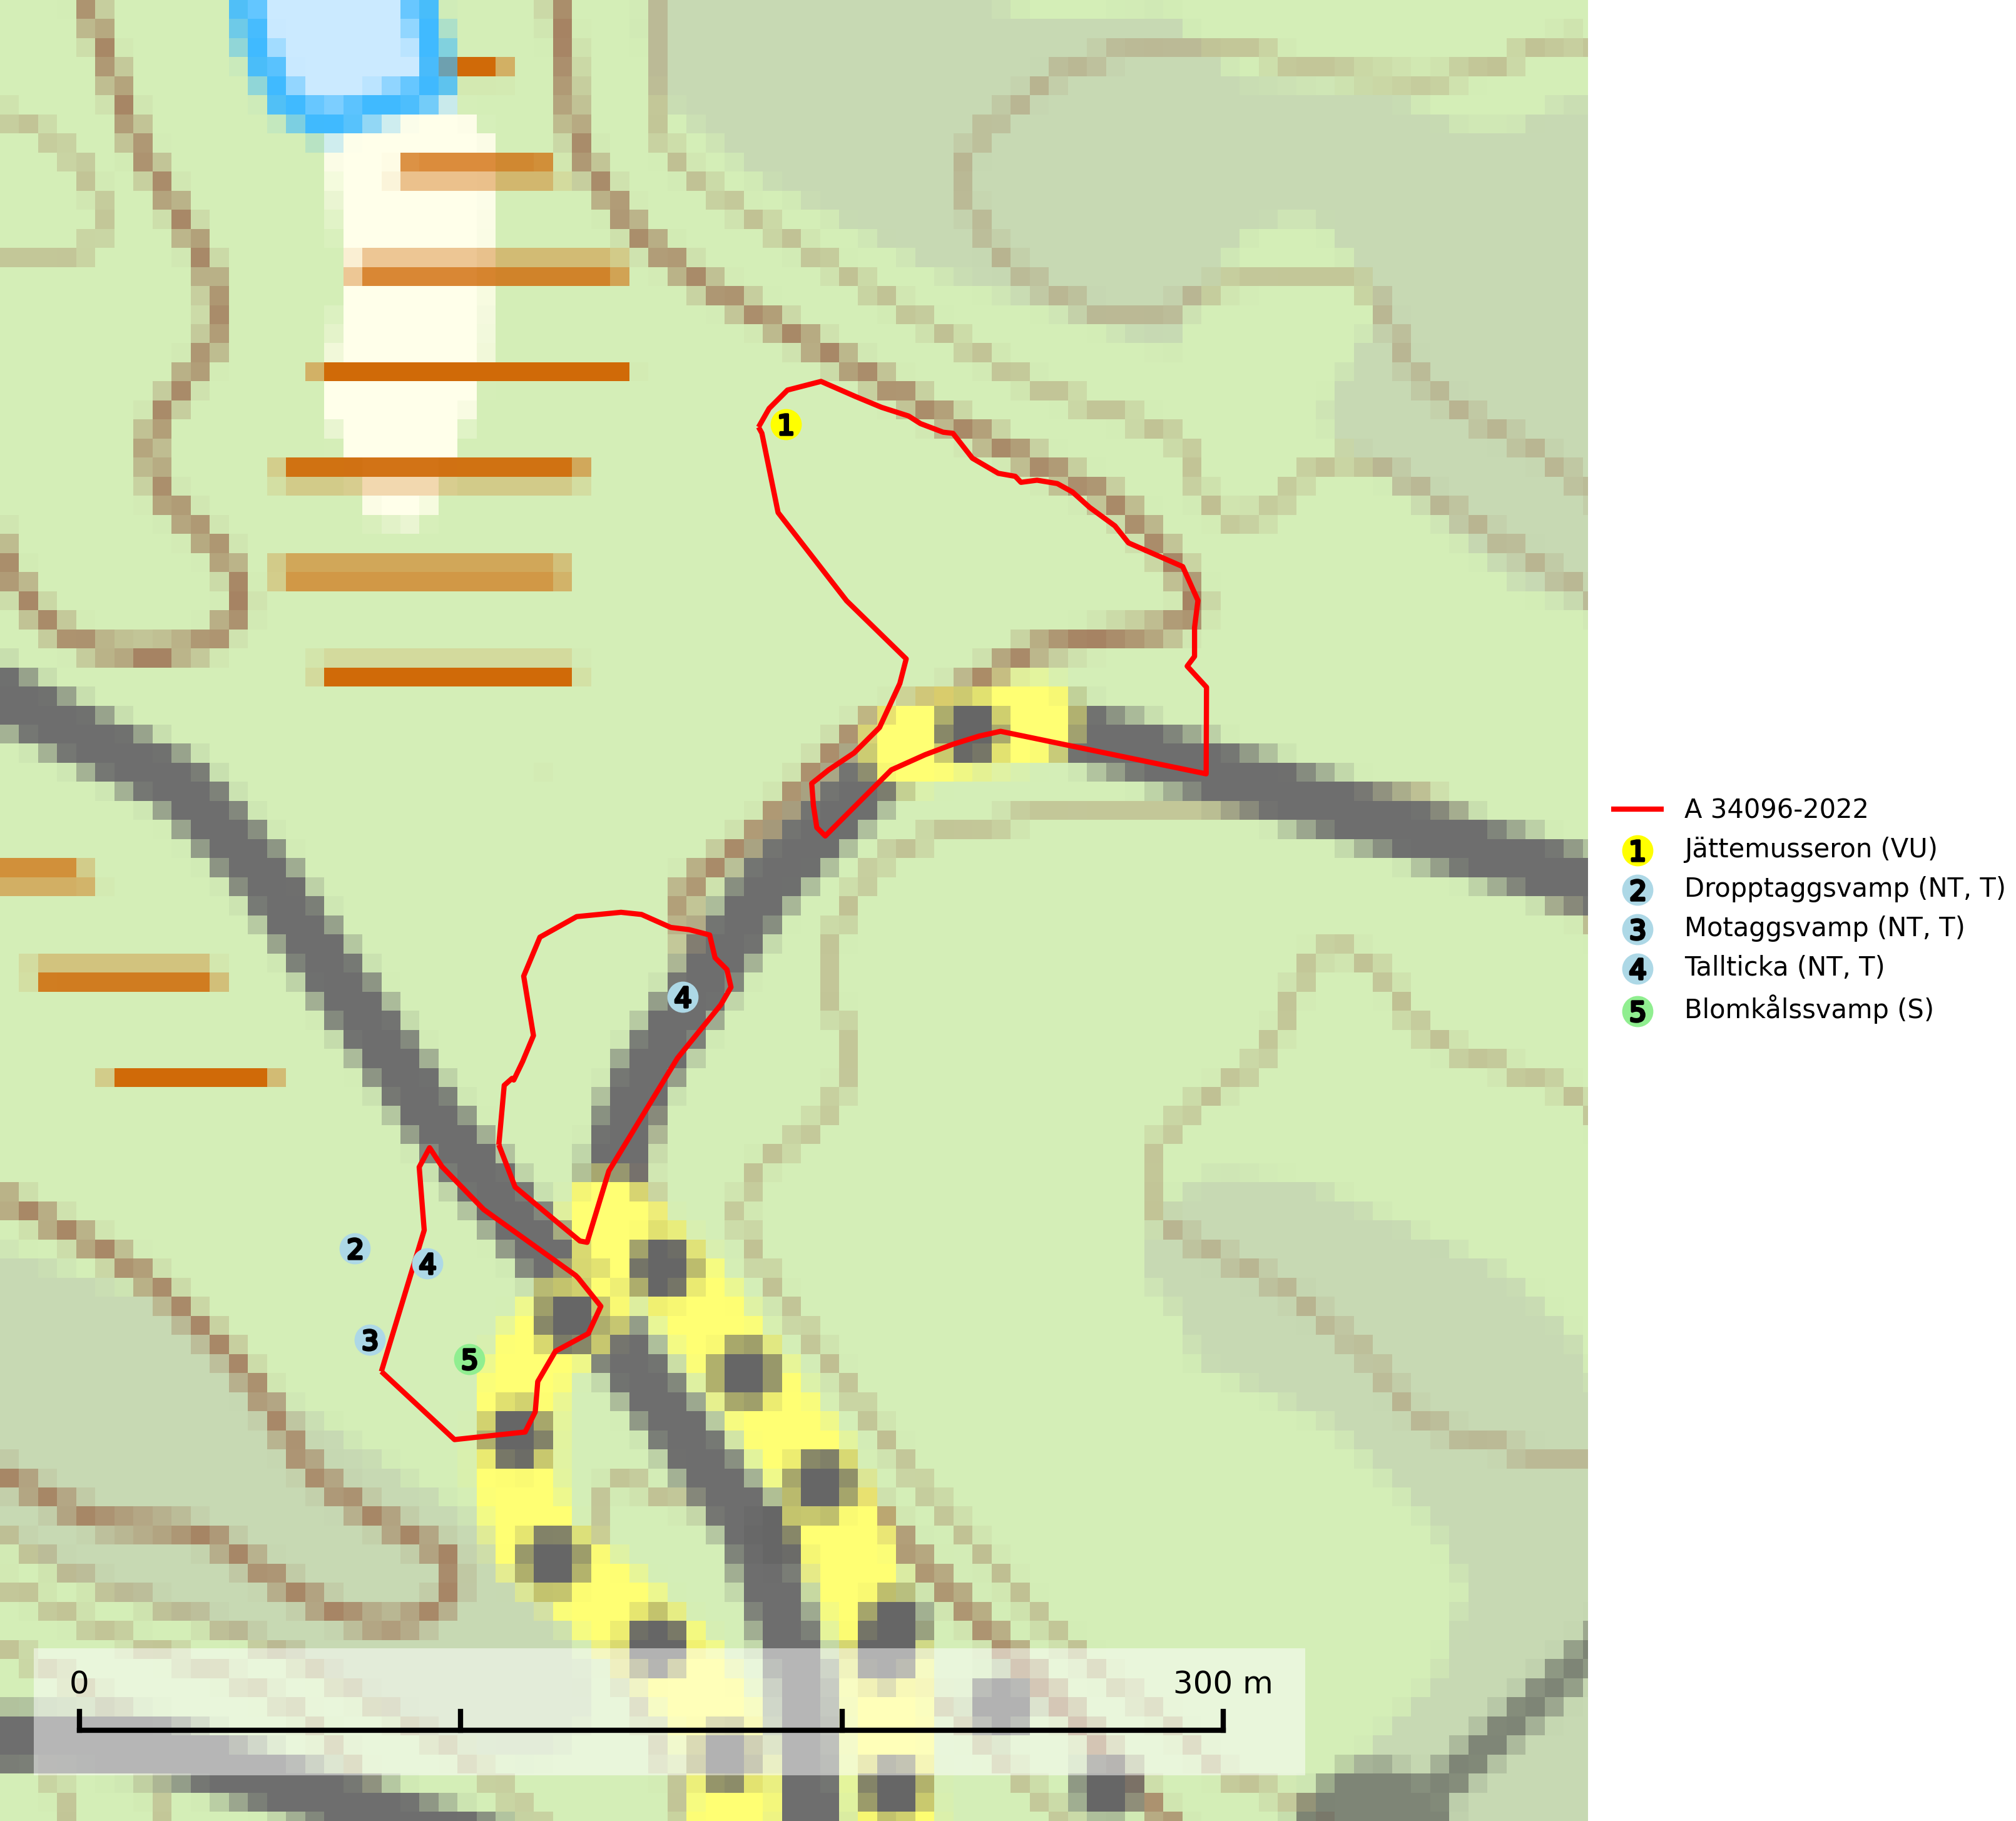 1
4
2
4
3
5
0 300 m
A 34096-2022
1 Jättemusseron (VU)
2 Dropptaggsvamp (NT, T)
3 Motaggsvamp (NT, T)
4 Tallticka (NT, T)
5 Blomkålssvamp (S)